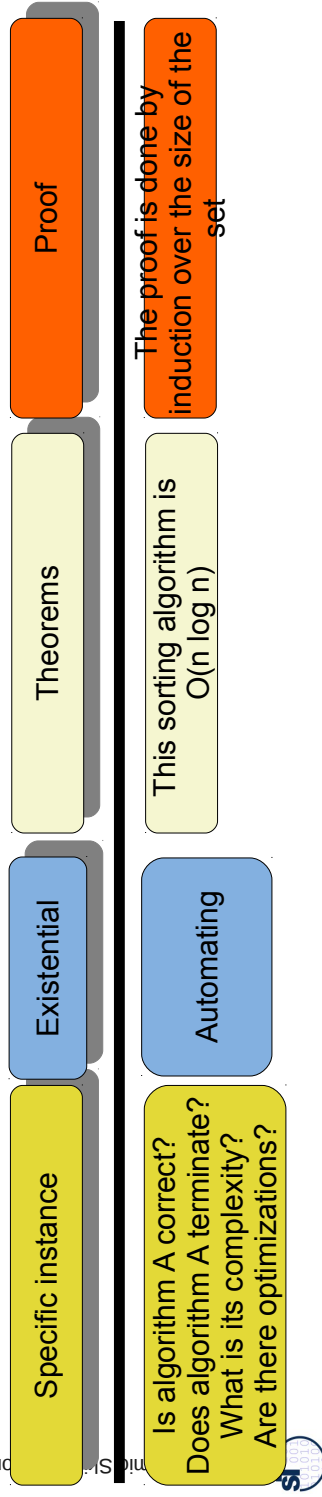 Specific instance
Existential
Theorems
Proof
Is algorithm A correct?
Does algorithm A terminate?
What is its complexity?
Are there optimizations?
Automating
This sorting algorithm is
O(n log n)
The proof is done by
induction over the size of the
set
SI